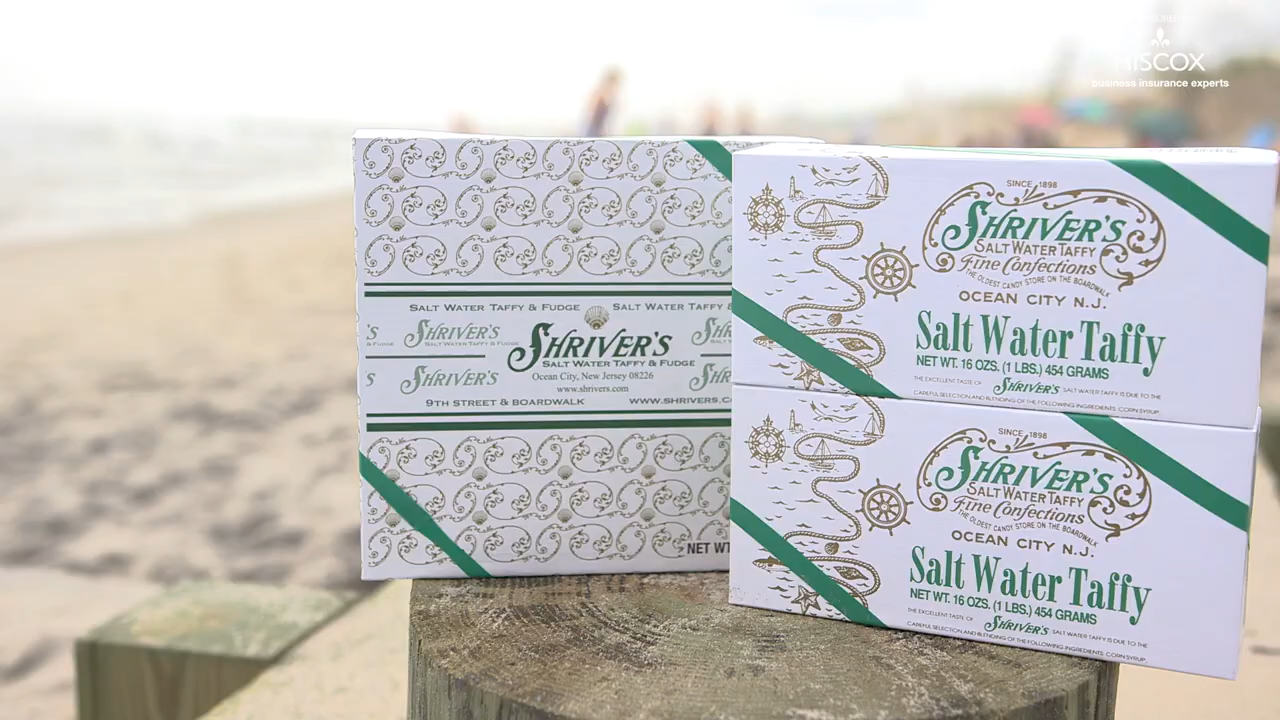 HISCOX
business insurance experts
SALT WATER TAFFY & FUDGE
SALT WATER TAFFY &
'S
SHRIVER'S
SALT WATER TAFFY & FUDGE
SHRIVER'S
SALT WATER TAFFY & FUDGE
Ocean City, New Jersey 08226
www.shrivers.com
S
SHRIVER'S
9TH STREET & BOARDWALK
WWW.SHRIVERS.C
NET WT
SINCE 1898
SHRIVER'S
SALT WATER TAFFY
Fine Confections
THE OLDEST CANDY STORE ON THE BOARDWALK
OCEAN CITY N.J.
Salt Water Taffy
NET WT. 16 OZS. (1 LBS.) 454 GRAMS
THE EXCELLENT TASTE OF SHRIVER'S SALT WATER TAFFY IS DUE TO THE
CAREFUL SELECTION AND BLENDING OF THE FOLLOWING INGREDIENTS: CORN SYRUP,
SINCE 1898
SHRIVER'S
SALT WATER TAFFY
Fine Confections
THE OLDEST CANDY STORE ON THE BOARDWALK
OCEAN CITY N.J.
Salt Water Taffy
NET WT. 16 OZS. (1 LBS.) 454 GRAMS
THE EXCELLENT TASTE OF SHRIVER'S SALT WATER TAFFY IS DUE TO THE
CAREFUL SELECTION AND BLENDING OF THE FOLLOWING INGREDIENTS: CORN SYRUP,